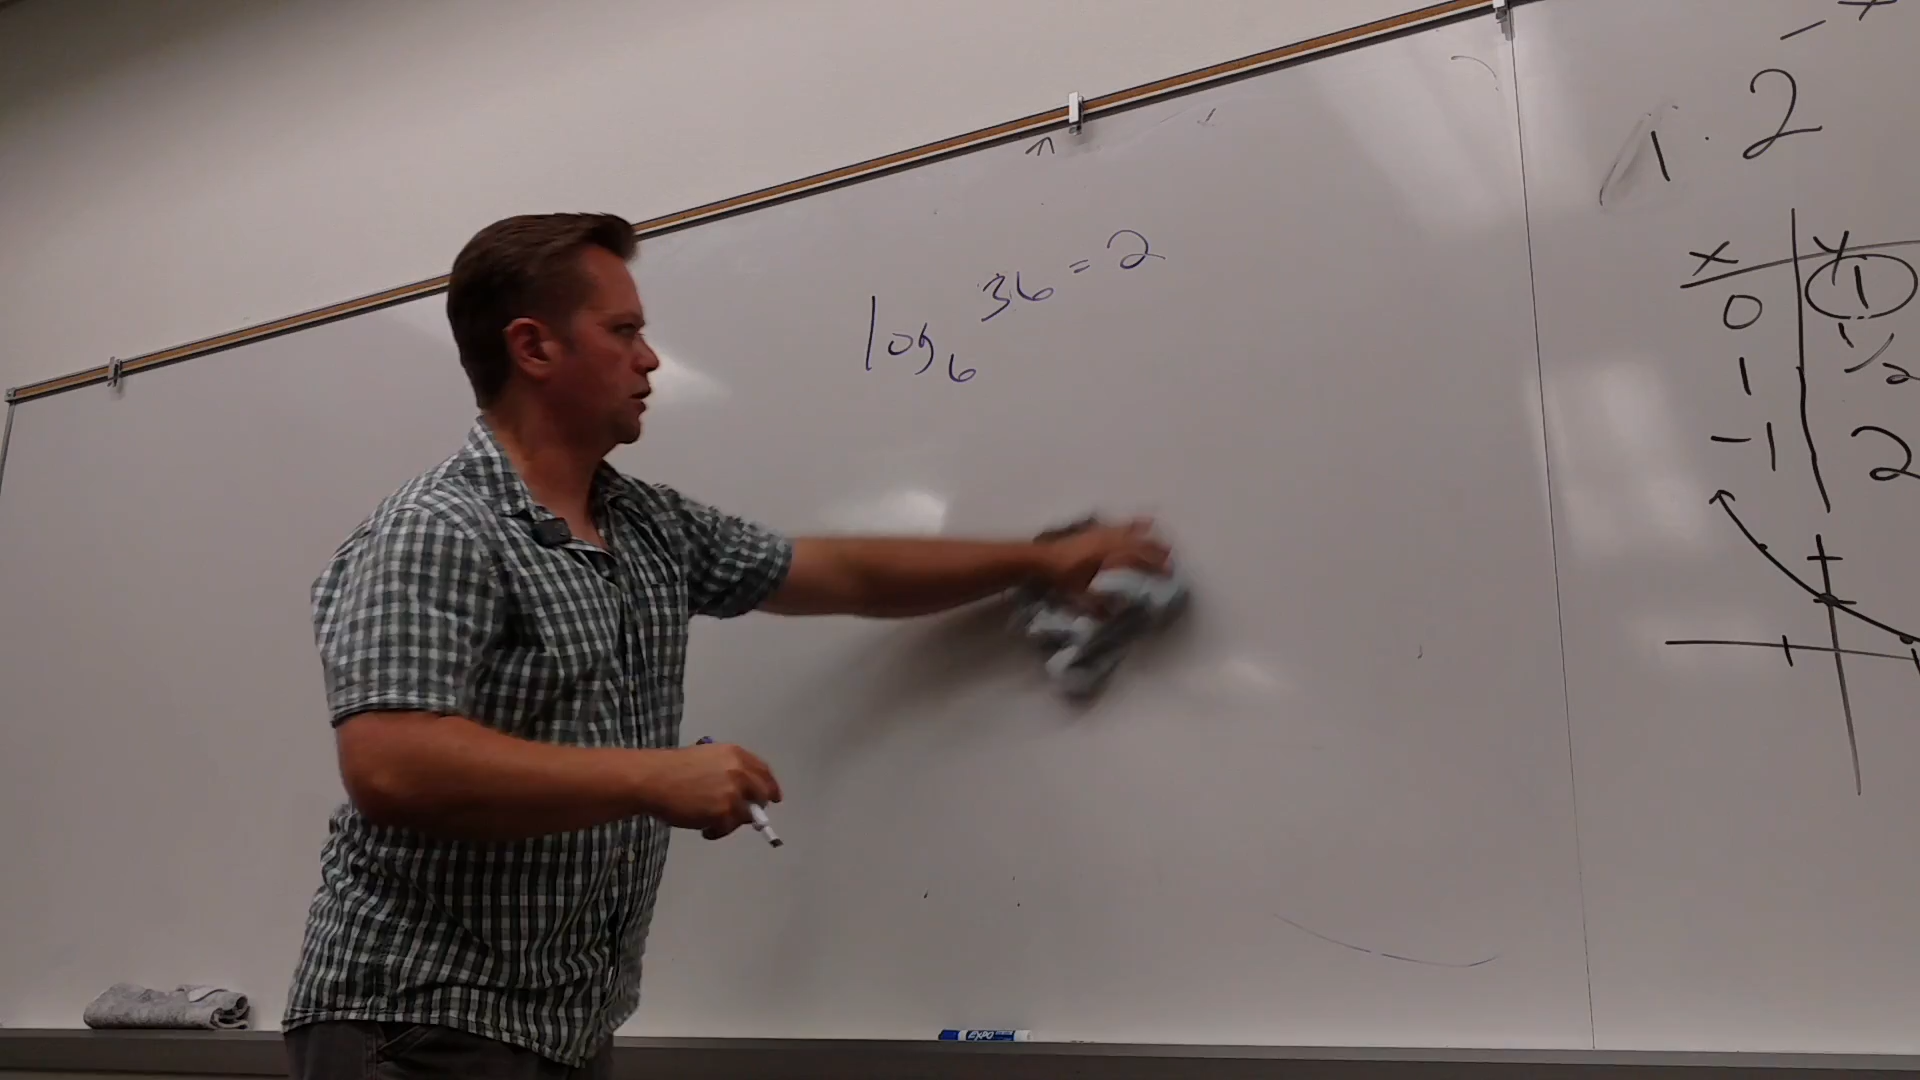 log₆ 36 = 2
1 · 2⁻ˣ
x y
0 1
1 1/2
-1 2